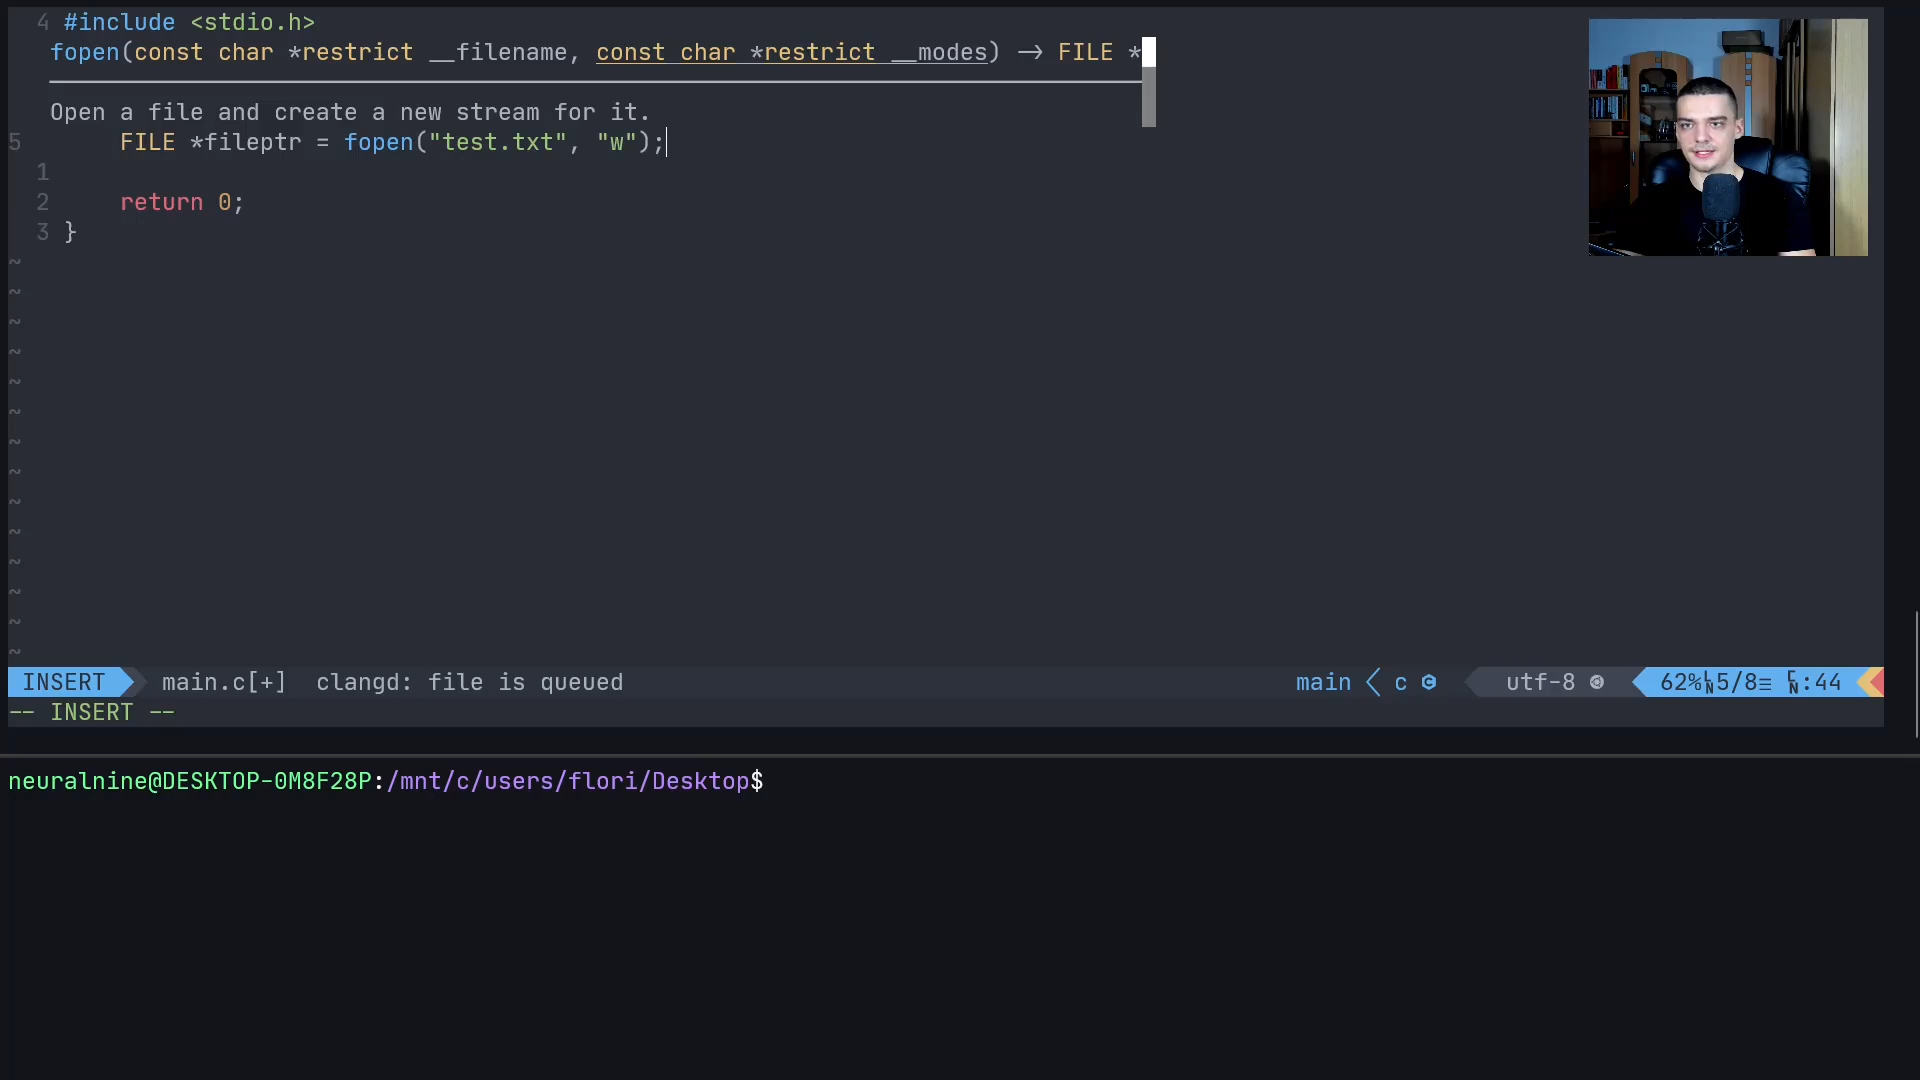 4 #include <stdio.h>
fopen(const char *restrict __filename, const char *restrict __modes) -> FILE *
Open a file and create a new stream for it.
5 FILE *fileptr = fopen("test.txt", "w");
1
2 return 0;
3 }
~
~
~
~
~
~
~
~
~
~
~
~
~
~
INSERT main.c[+] clangd: file is queued main c utf-8 62% LN 5/8≡ CN:44
-- INSERT --
neuralnine@DESKTOP-0M8F28P:/mnt/c/users/flori/Desktop$